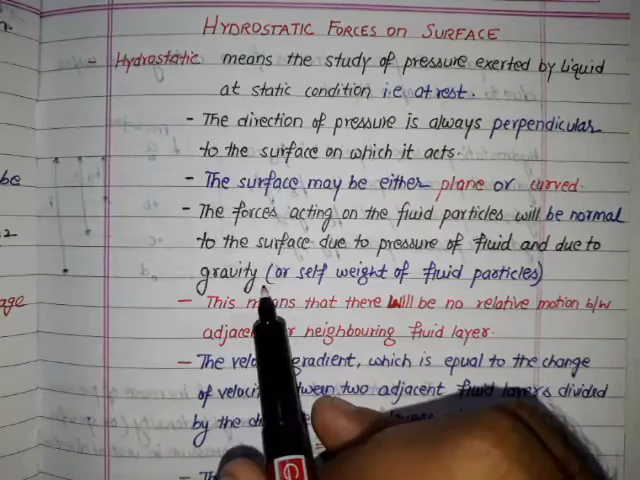 HYDROSTATIC FORCES ON SURFACE
- Hydrostatic means the study of pressure exerted by liquid
at static condition i.e at rest.
- The direction of pressure is always perpendicular
to the surface on which it acts.
- The surface may be either plane or curved.
- The forces acting on the fluid particles will be normal
to the surface due to pressure of fluid and due to
gravity (or self weight of fluid particles)
- This means that there will be no relative motion b/w
neighbouring fluid layer.
- The gradient, which is equal to the change
of two adjacent fluid layers divided
by the
be
2
age